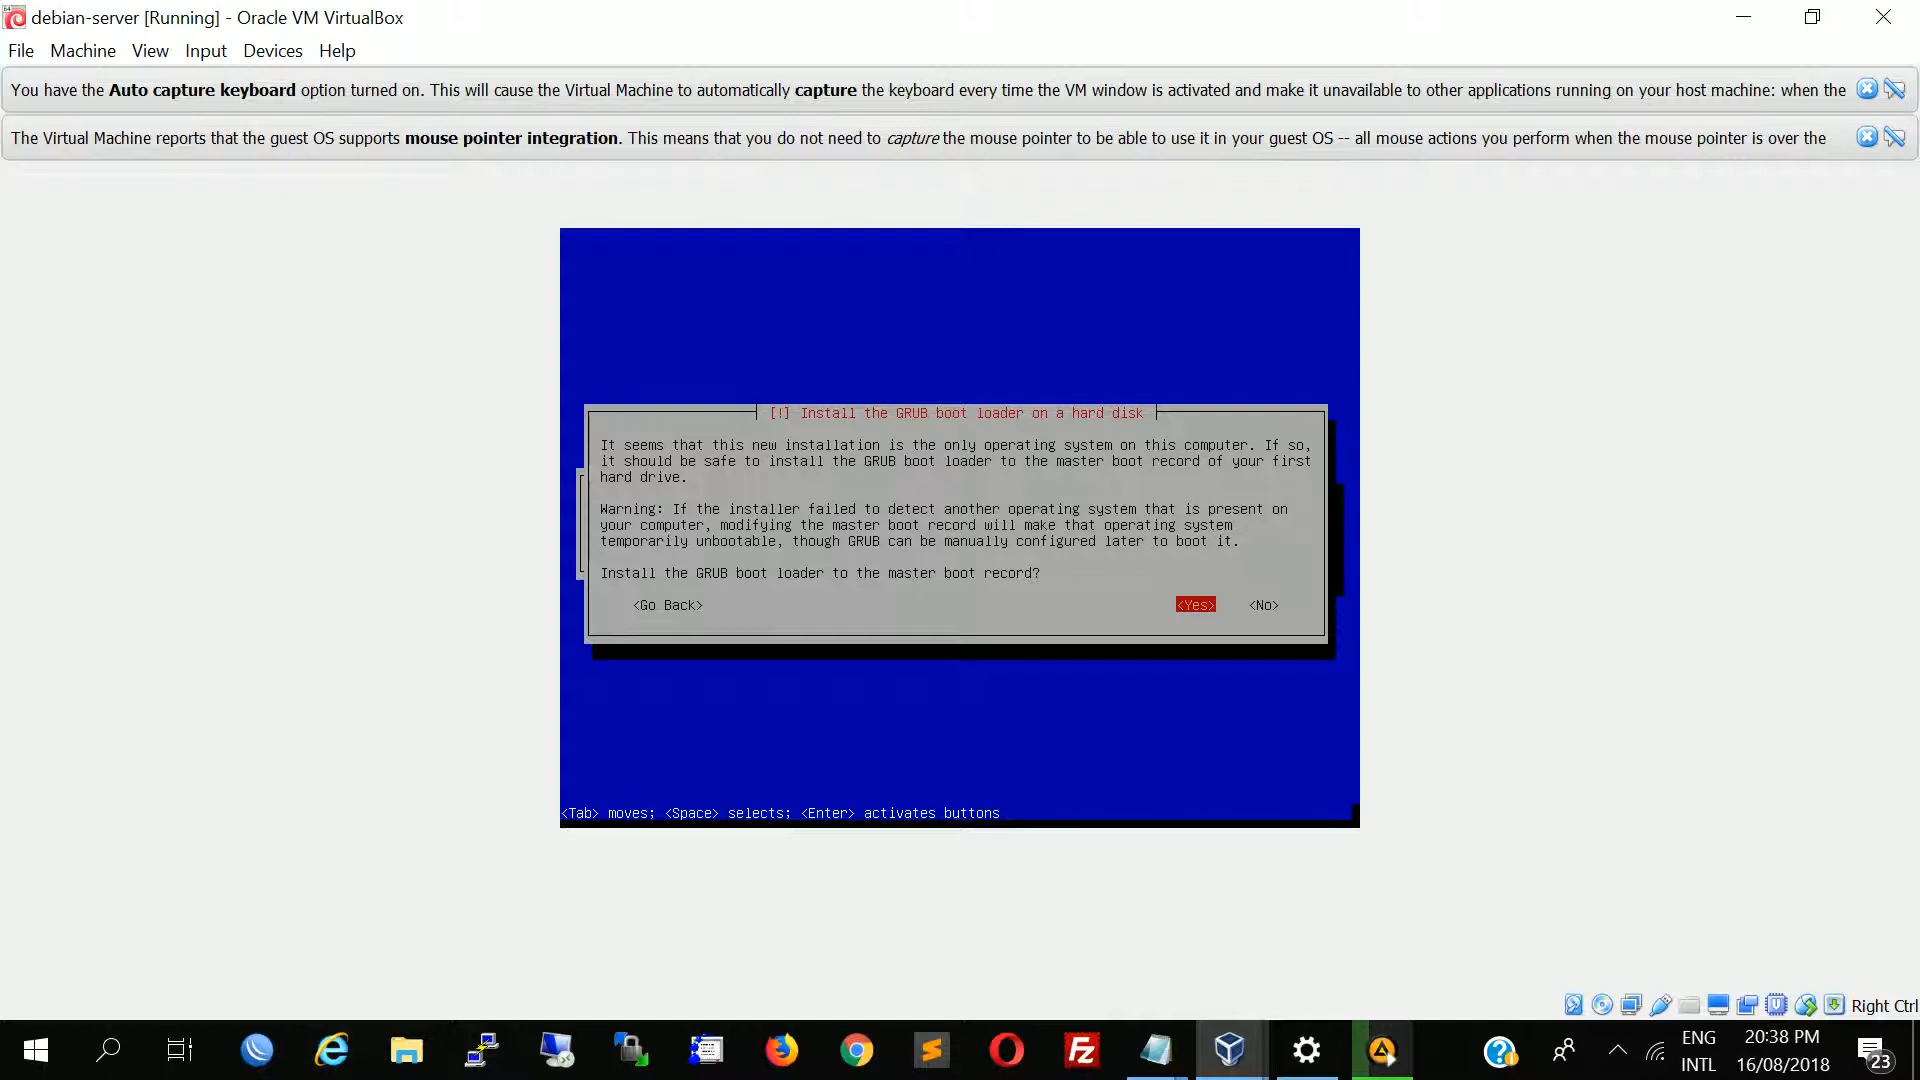 debian-server [Running] - Oracle VM VirtualBox
File Machine View Input Devices Help
You have the Auto capture keyboard option turned on. This will cause the Virtual Machine to automatically capture the keyboard every time the VM window is activated and make it unavailable to other applications running on your host machine: when the
The Virtual Machine reports that the guest OS supports mouse pointer integration. This means that you do not need to capture the mouse pointer to be able to use it in your guest OS -- all mouse actions you perform when the mouse pointer is over the
[!] Install the GRUB boot loader on a hard disk
It seems that this new installation is the only operating system on this computer. If so,
it should be safe to install the GRUB boot loader to the master boot record of your first
hard drive.
Warning: If the installer failed to detect another operating system that is present on
your computer, modifying the master boot record will make that operating system
temporarily unbootable, though GRUB can be manually configured later to boot it.
Install the GRUB boot loader to the master boot record?
<Go Back> <Yes> <No>
<Tab> moves; <Space> selects; <Enter> activates buttons
Right Ctrl
ENG 20:38 PM
INTL 16/08/2018
23